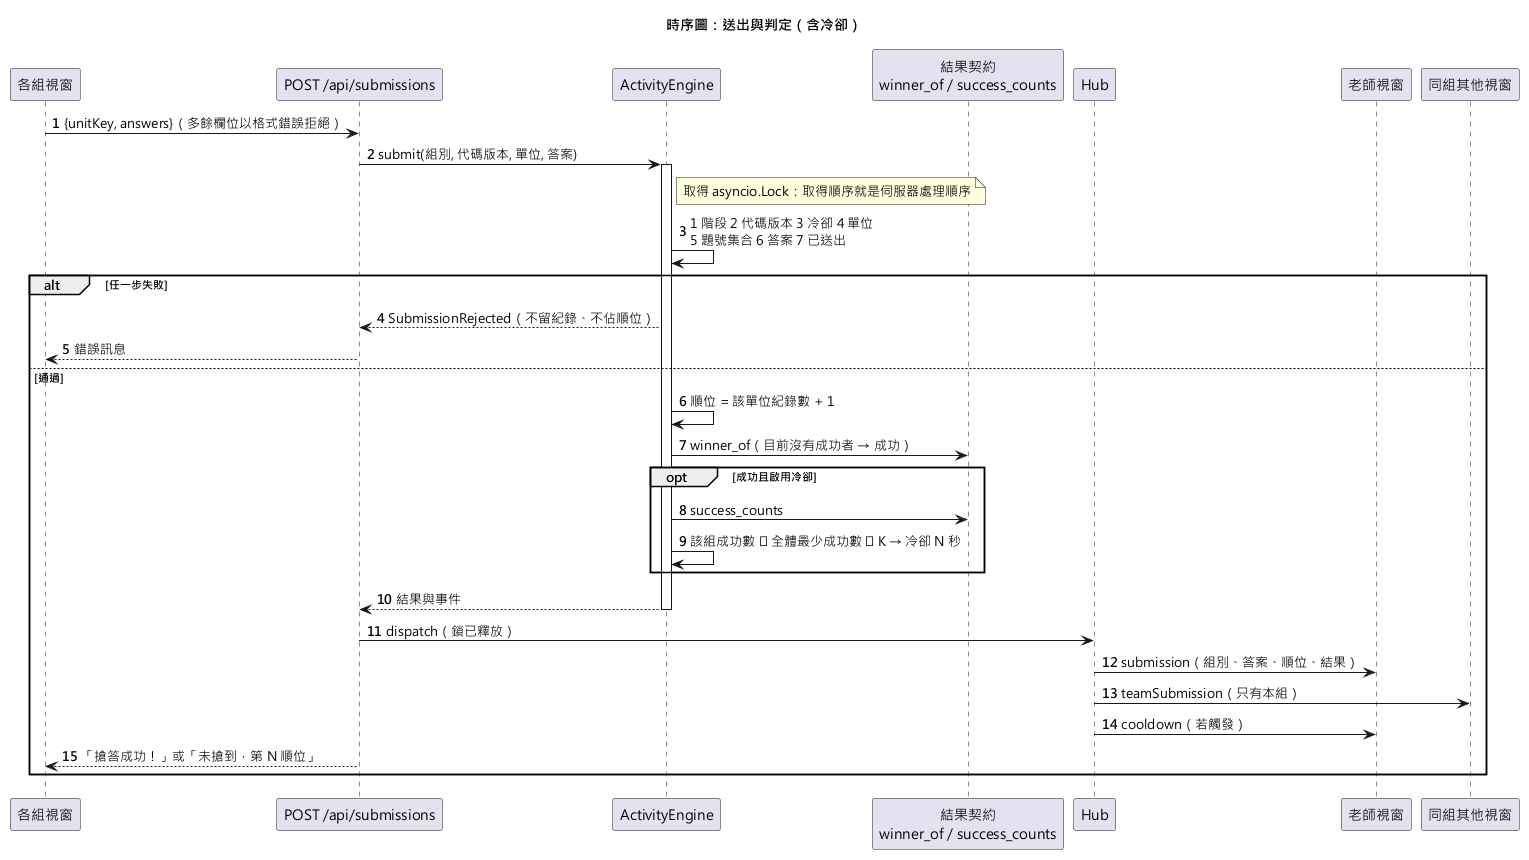 時序圖：送出與判定（含冷卻）
各組視窗
POST /api/submissions
ActivityEngine
結果契約
winner_of / success_counts
Hub
老師視窗
同組其他視窗
1 {unitKey, answers}（多餘欄位以格式錯誤拒絕）
2 submit(組別, 代碼版本, 單位, 答案)
取得 asyncio.Lock：取得順序就是伺服器處理順序
3 1 階段 2 代碼版本 3 冷卻 4 單位
5 題號集合 6 答案 7 已送出
alt [任一步失敗]
4 SubmissionRejected（不留紀錄、不佔順位）
5 錯誤訊息
[通過]
6 順位 = 該單位紀錄數 + 1
7 winner_of（目前沒有成功者 → 成功）
opt [成功且啟用冷卻]
8 success_counts
9 該組成功數 全體最少成功數 K → 冷卻 N 秒
10 結果與事件
11 dispatch（鎖已釋放）
12 submission（組別、答案、順位、結果）
13 teamSubmission（只有本組）
14 cooldown（若觸發）
15 「搶答成功！」或「未搶到．第 N 順位」
各組視窗
POST /api/submissions
ActivityEngine
結果契約
winner_of / success_counts
Hub
老師視窗
同組其他視窗